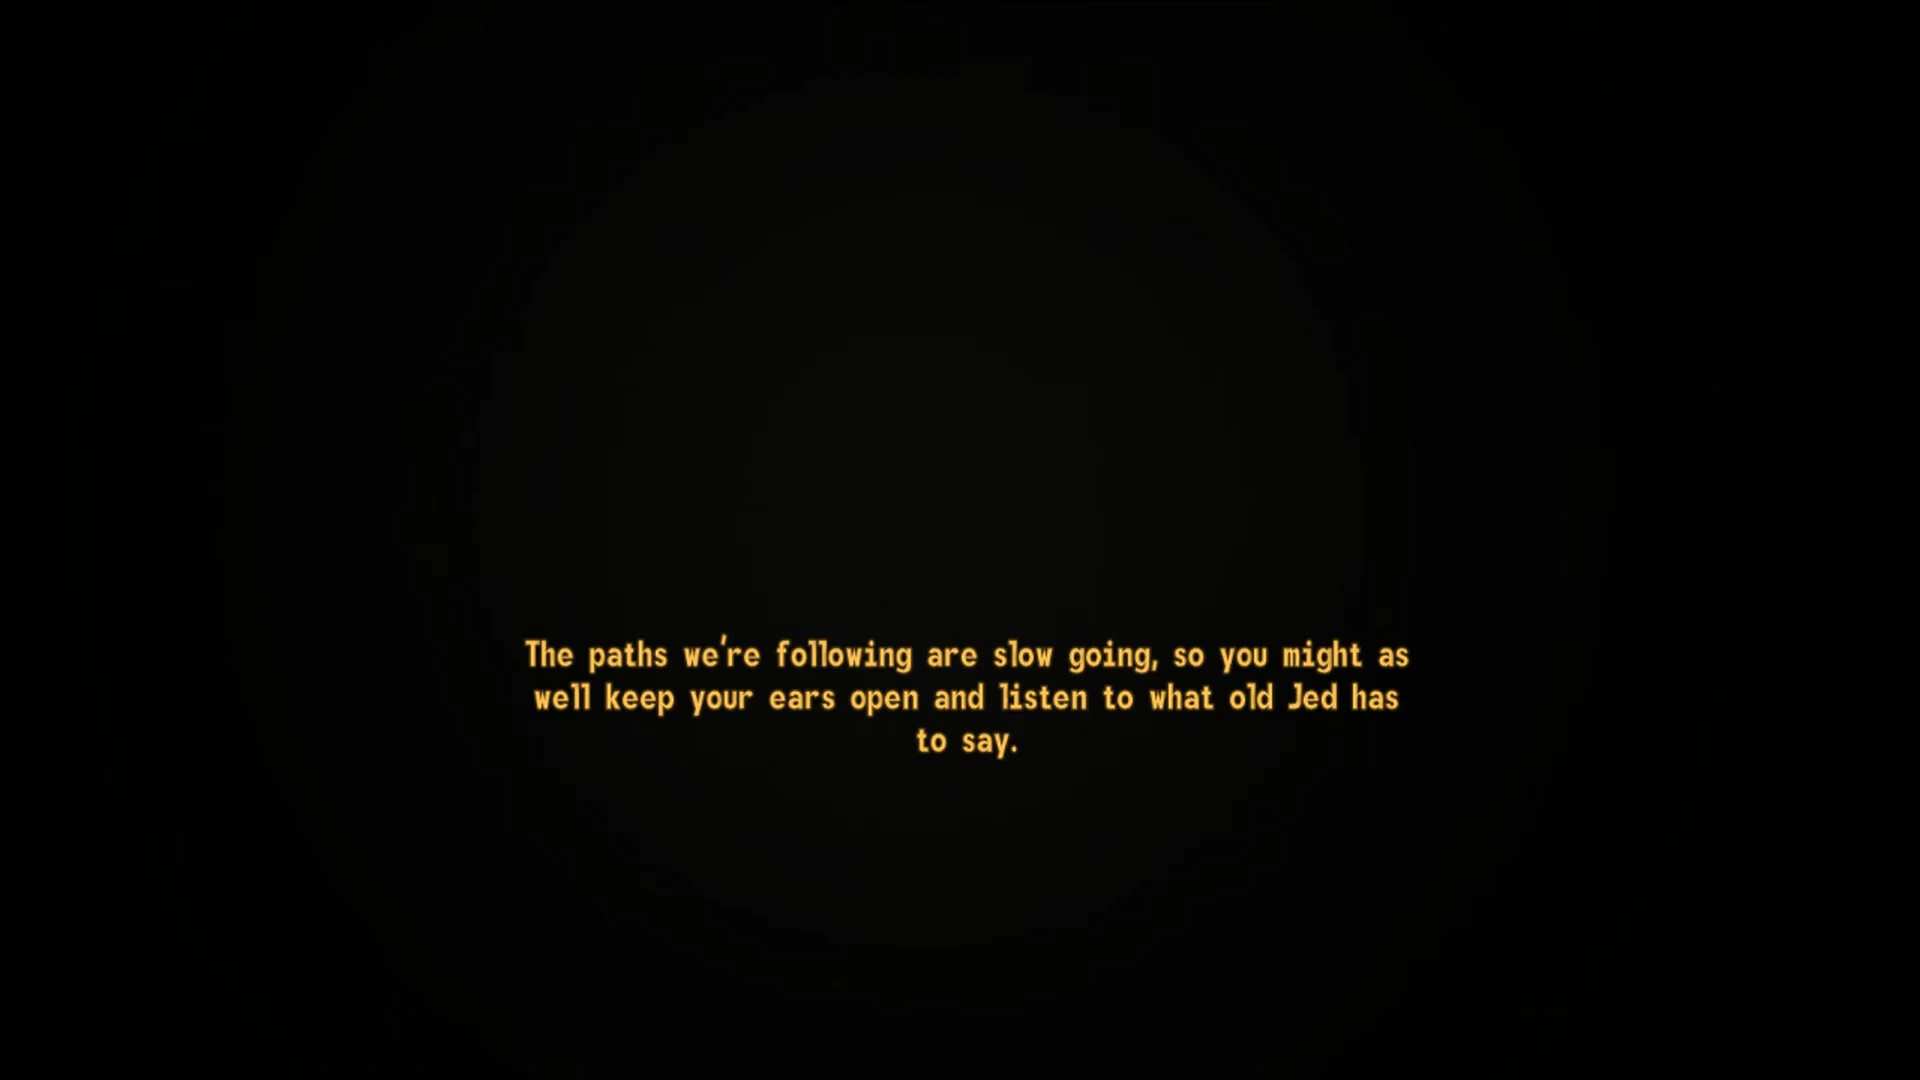 The paths we're following are slow going, so you might as
well keep your ears open and listen to what old Jed has
to say.